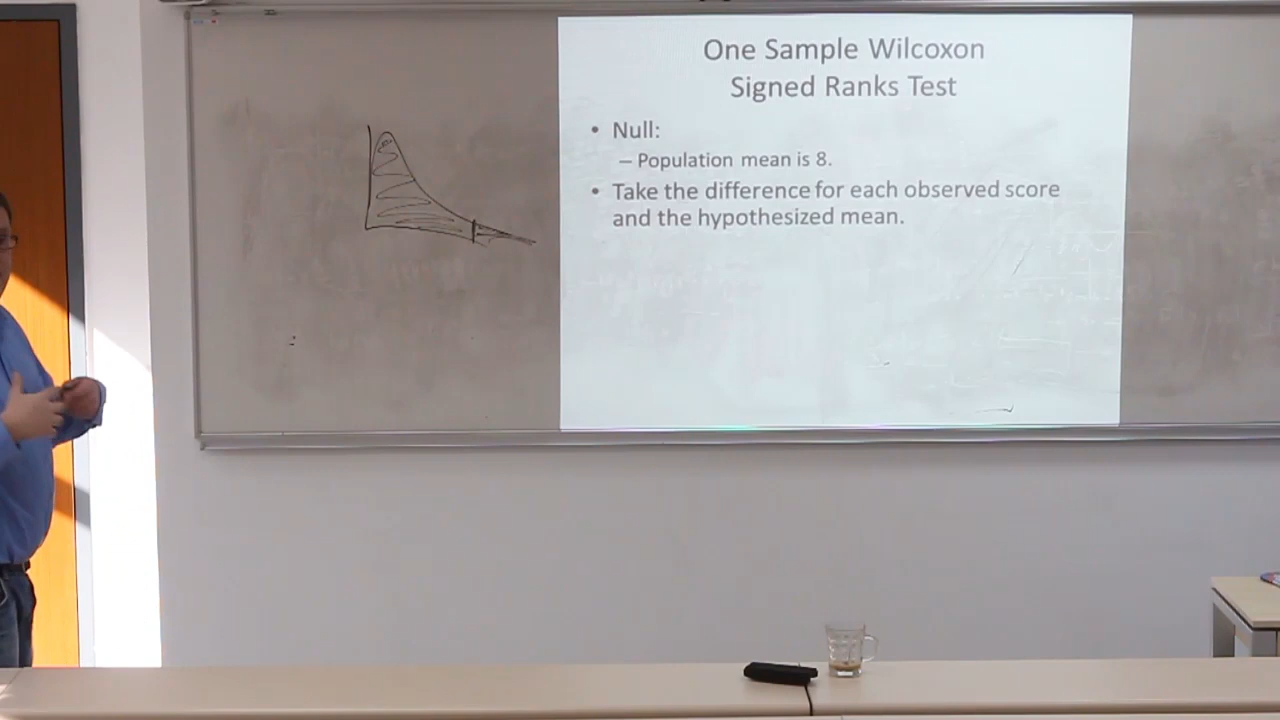 One Sample Wilcoxon
Signed Ranks Test
• Null:
– Population mean is 8.
• Take the difference for each observed score
and the hypothesized mean.